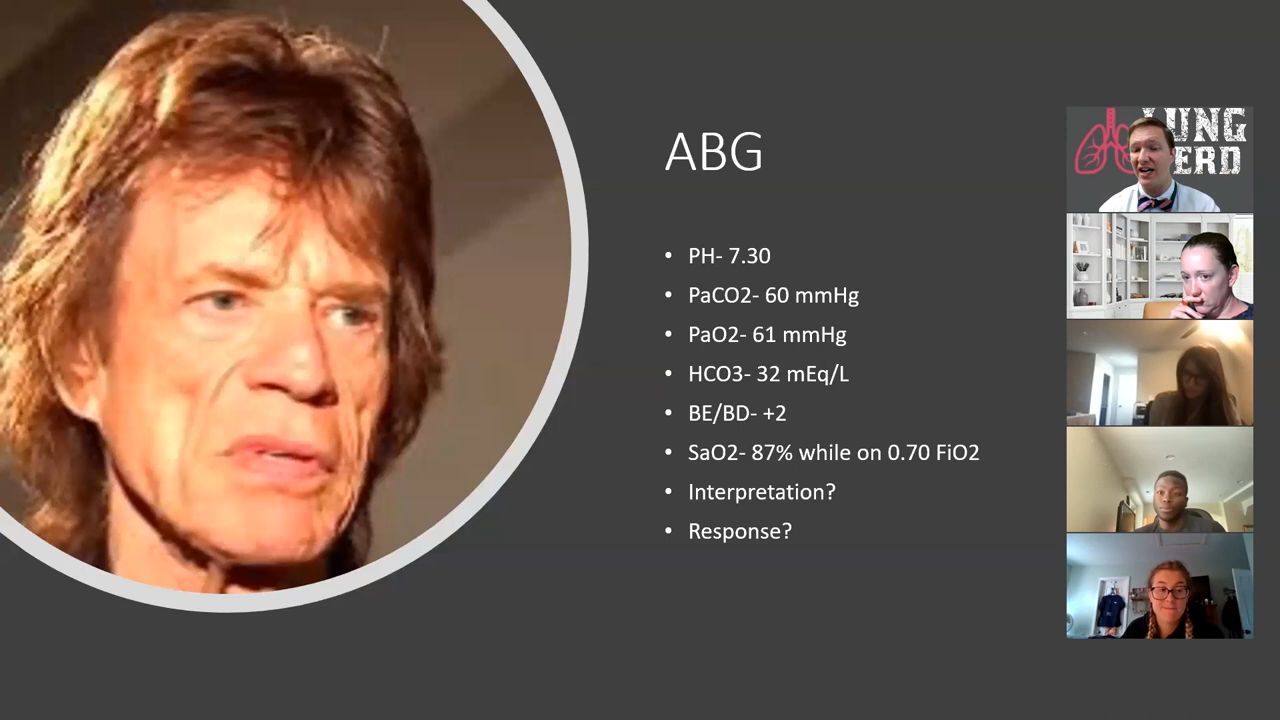 ABG
• PH- 7.30
• PaCO2- 60 mmHg
• PaO2- 61 mmHg
• HCO3- 32 mEq/L
• BE/BD- +2
• SaO2- 87% while on 0.70 FiO2
• Interpretation?
• Response?
LUNG
ERD